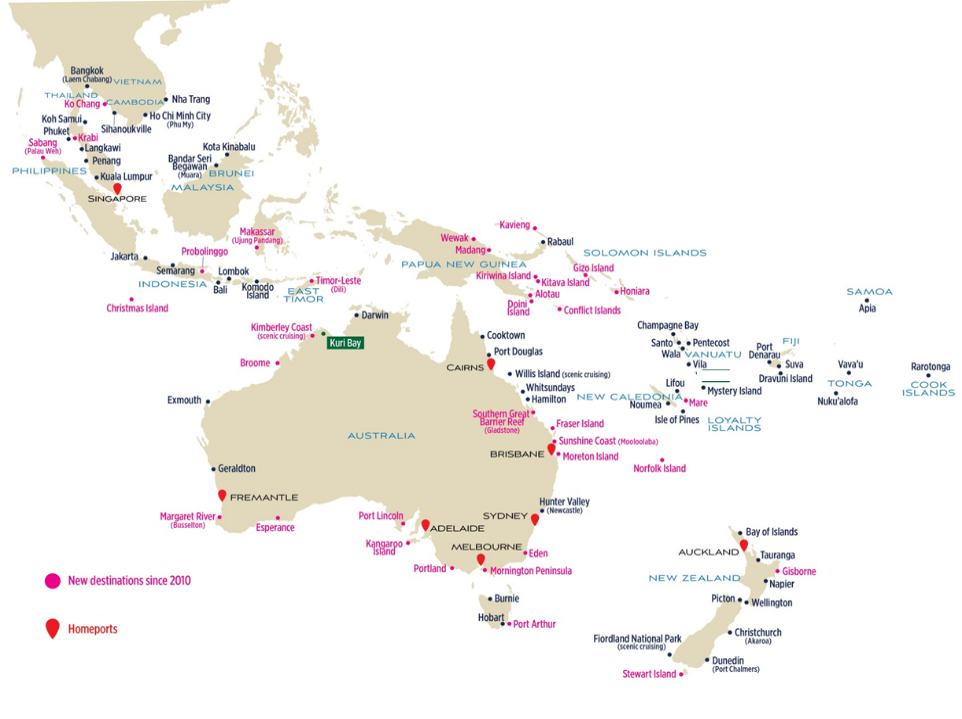 Bangkok
(Laem Chabang)
VIETNAM
THAILAND
Ko Chang
CAMBODIA
Nha Trang
Koh Samui
Sihanoukville
Ho Chi Minh City
(Phu My)
Phuket
Krabi
Sabang
(Palau Weh)
Langkawi
Penang
PHILIPPINES
Kuala Lumpur
SINGAPORE
Kota Kinabalu
Bandar Seri
Begawan
(Muara)
BRUNEI
MALAYSIA
Makassar
(Ujung Pandang)
Probolinggo
Jakarta
Semarang
Lombok
INDONESIA
Bali
Komodo
Island
Timor-Leste
(Dili)
EAST
TIMOR
Christmas Island
Kavieng
Wewak
Madang
Rabaul
SOLOMON ISLANDS
PAPUA NEW GUINEA
Gizo Island
Kiriwina Island
Kitava Island
Honiara
Alotau
Doini
Island
Conflict Islands
SAMOA
Apia
Darwin
Kimberley Coast
(scenic cruising)
Kuri Bay
Broome
Exmouth
Geraldton
Cooktown
Port Douglas
CAIRNS
Willis Island (scenic cruising)
Whitsundays
Hamilton
Champagne Bay
Santo
Pentecost
Wala
VANUATU
Vila
Port
Denarau
FIJI
Suva
Dravuni Island
Vava'u
TONGA
Nuku'alofa
Rarotonga
COOK
ISLANDS
Lifou
Mystery Island
NEW CALEDONIA
Noumea
Mare
Isle of Pines
LOYALTY
ISLANDS
Southern Great
Barrier Reef
(Gladstone)
Fraser Island
AUSTRALIA
Sunshine Coast (Mooloolaba)
BRISBANE
Moreton Island
Norfolk Island
FREMANTLE
Margaret River
(Busselton)
Esperance
Port Lincoln
ADELAIDE
Kangaroo
Island
Hunter Valley
(Newcastle)
SYDNEY
MELBOURNE
Eden
Portland
Mornington Peninsula
Burnie
Hobart
Port Arthur
Bay of Islands
AUCKLAND
Tauranga
Gisborne
NEW ZEALAND
Napier
Picton
Wellington
Christchurch
(Akaroa)
Fiordland National Park
(scenic cruising)
Dunedin
(Port Chalmers)
Stewart Island
New destinations since 2010
Homeports